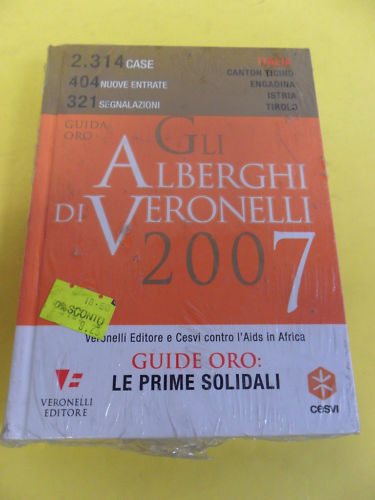 2.314 CASE
404 NUOVE ENTRATE
321 SEGNALAZIONI
ITALIA
CANTON TICINO
ENGADINA
ISTRIA
TIROLO
GUIDA
ORO
GLI
ALBERGHI
DI VERONELLI
2007
SCONTO
Veronelli Editore e Cesvi contro l'Aids in Africa
GUIDE ORO:
LE PRIME SOLIDALI
VERONELLI
EDITORE
cesvi